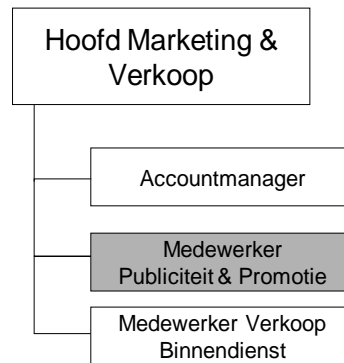 Hoofd Marketing &
Verkoop
Accountmanager
Medewerker
Publiciteit & Promotie
Medewerker Verkoop
Binnendienst